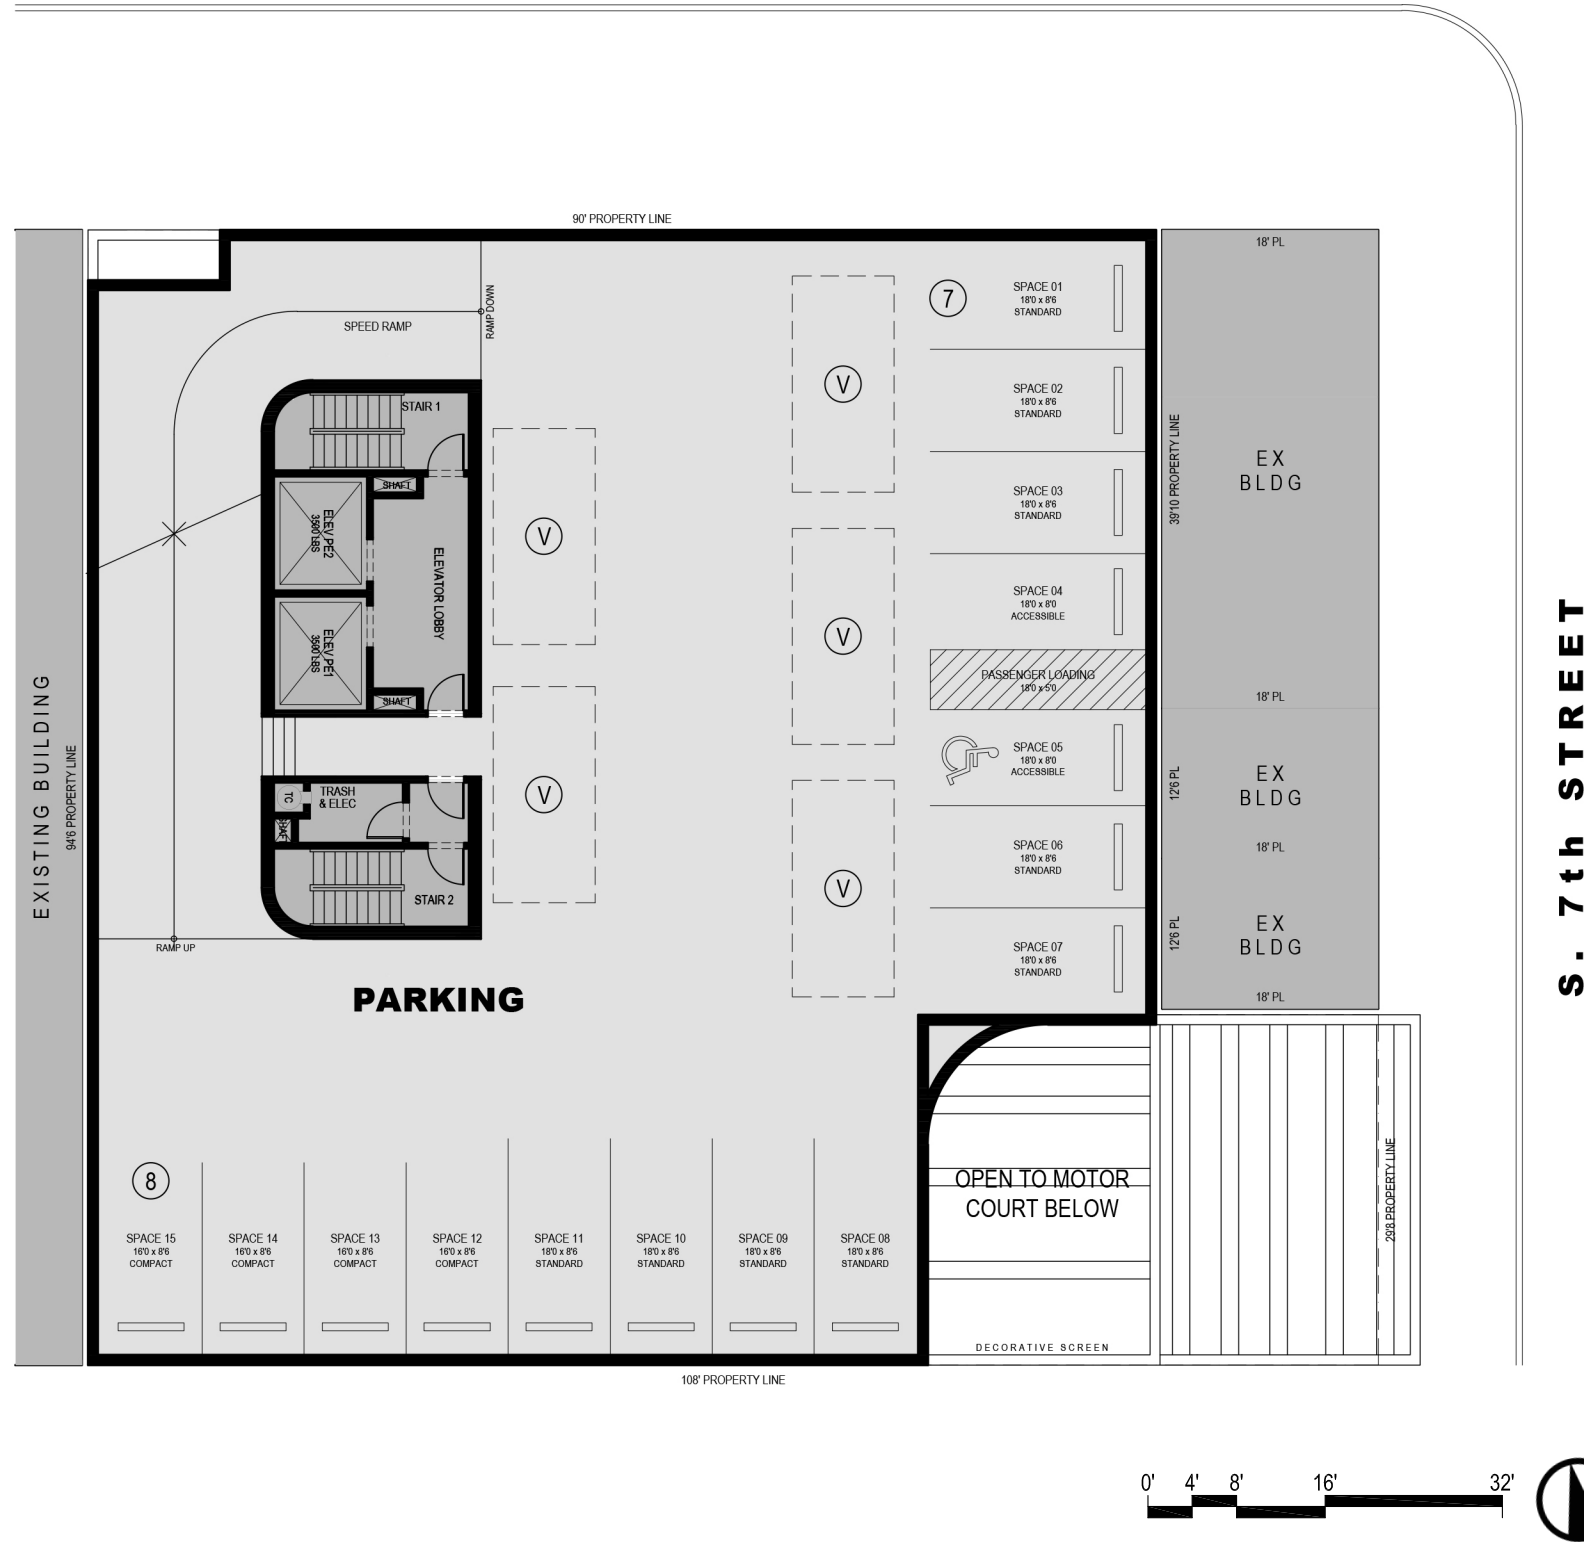 90' PROPERTY LINE
18' PL
SPACE 01
18'0 x 8'6
STANDARD
7
RAMP DOWN
SPEED RAMP
V
SPACE 02
18'0 x 8'6
STANDARD
STAIR 1
39'10 PROPERTY LINE
EX
BLDG
SHAFT
SPACE 03
18'0 x 8'6
STANDARD
ELEV PE2
3500 LBS
V
ELEVATOR LOBBY
SPACE 04
18'0 x 8'0
ACCESSIBLE
V
ELEV PE1
3500 LBS
PASSENGER LOADING
18'0 x 5'0
SHAFT
18' PL
S. 7th STREET
EXISTING BUILDING
94'6 PROPERTY LINE
SPACE 05
18'0 x 8'0
ACCESSIBLE
12'6 PL
EX
BLDG
TC
TRASH
& ELEC
V
SHAFT
SPACE 06
18'0 x 8'6
STANDARD
18' PL
V
STAIR 2
12'6 PL
EX
BLDG
RAMP UP
SPACE 07
18'0 x 8'6
STANDARD
18' PL
PARKING
8
OPEN TO MOTOR
COURT BELOW
29'8 PROPERTY LINE
SPACE 15
16'0 x 8'6
COMPACT
SPACE 14
16'0 x 8'6
COMPACT
SPACE 13
16'0 x 8'6
COMPACT
SPACE 12
16'0 x 8'6
COMPACT
SPACE 11
18'0 x 8'6
STANDARD
SPACE 10
18'0 x 8'6
STANDARD
SPACE 09
18'0 x 8'6
STANDARD
SPACE 08
18'0 x 8'6
STANDARD
DECORATIVE SCREEN
108' PROPERTY LINE
0' 4' 8' 16' 32'